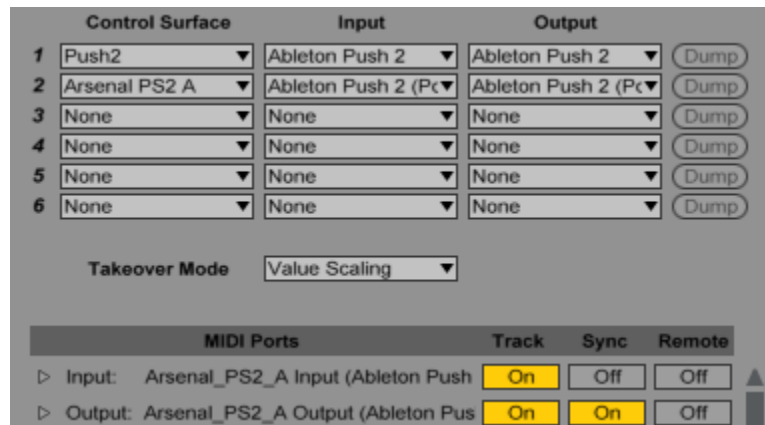 Control Surface Input Output
1 Push2 Ableton Push 2 Ableton Push 2 Dump
2 Arsenal PS2 A Ableton Push 2 (Po Ableton Push 2 (Po Dump
3 None None None Dump
4 None None None Dump
5 None None None Dump
6 None None None Dump
Takeover Mode Value Scaling
MIDI Ports Track Sync Remote
Input: Arsenal_PS2_A Input (Ableton Push On Off Off
Output: Arsenal_PS2_A Output (Ableton Pus On On Off